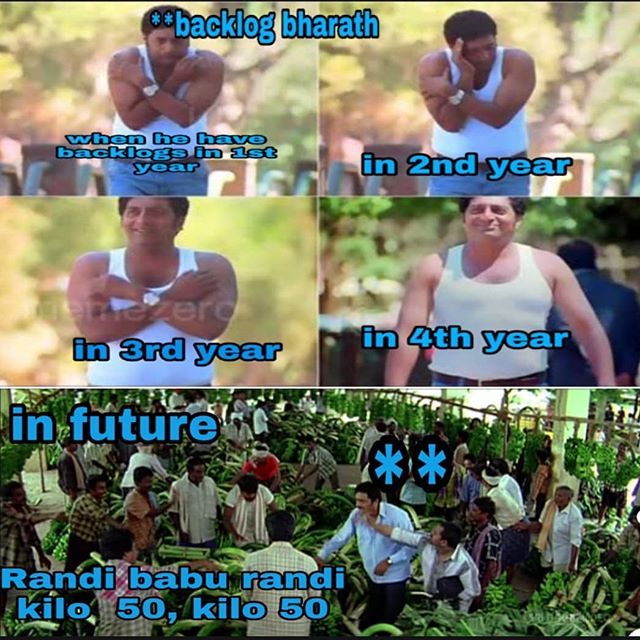 **backlog bharath
when he have
backlogs in 1st
year
in 2nd year
memezero
in 3rd year
in 4th year
in future
**
Randi babu randi
kilo 50, kilo 50